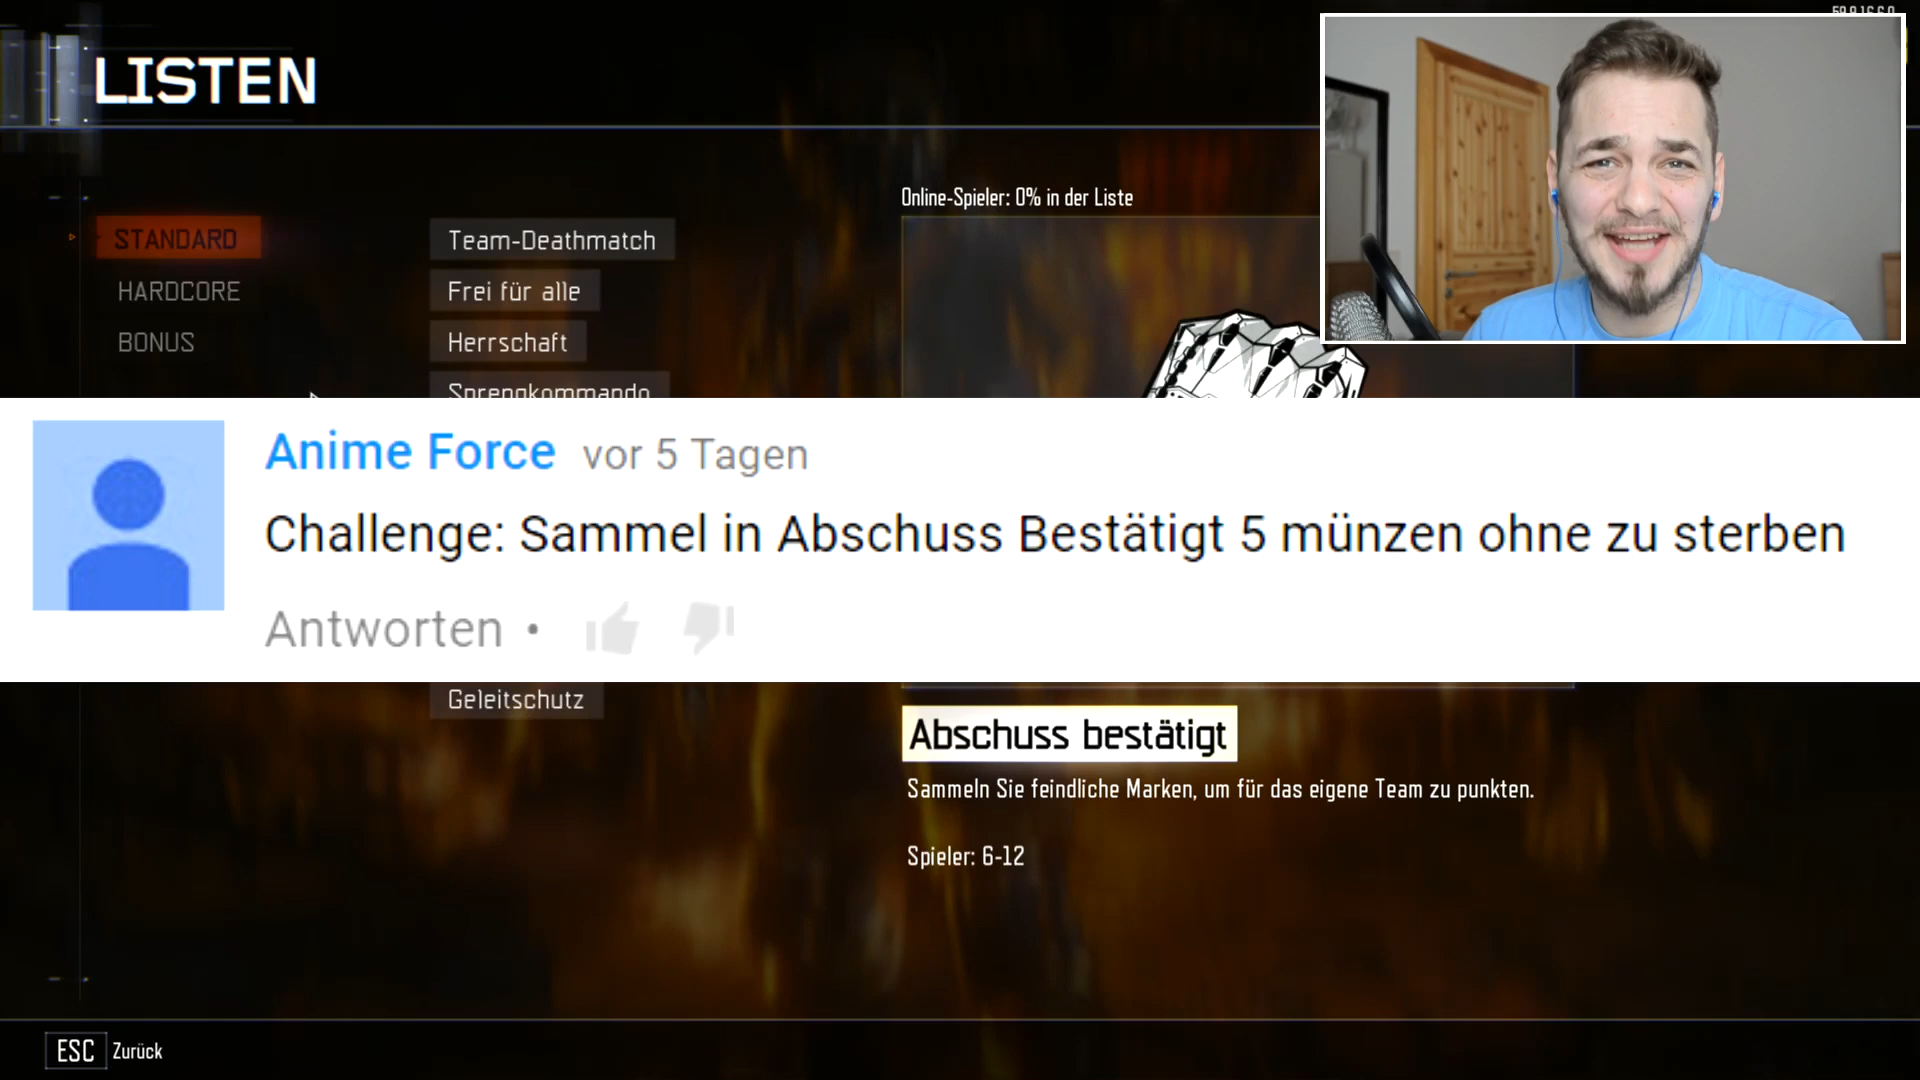 LISTEN
STANDARD
HARDCORE
BONUS
Team-Deathmatch
Frei für alle
Herrschaft
Sprengkommando
Online-Spieler: 0% in der Liste
Anime Force vor 5 Tagen
Challenge: Sammel in Abschuss Bestätigt 5 münzen ohne zu sterben
Antworten •
Geleitschutz
Abschuss bestätigt
Sammeln Sie feindliche Marken, um für das eigene Team zu punkten.
Spieler: 6-12
ESC Zurück